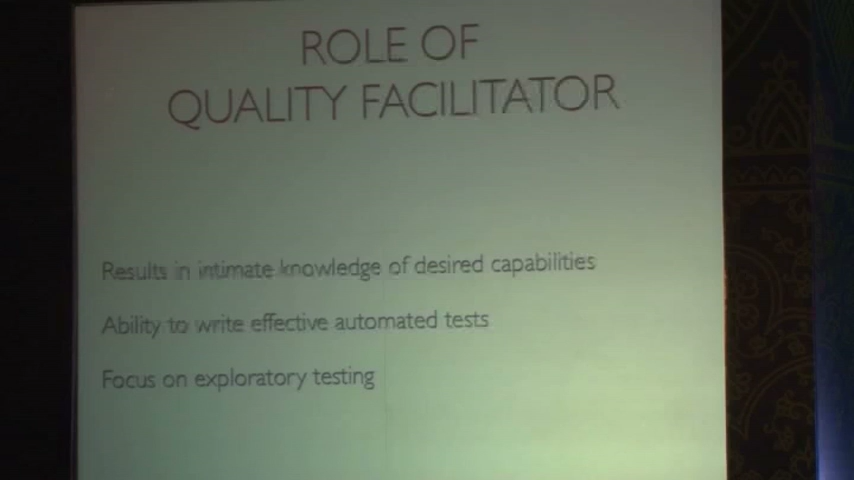 ROLE OF
QUALITY FACILITATOR
Results in intimate knowledge of desired capabilities
Ability to write effective automated tests
Focus on exploratory testing